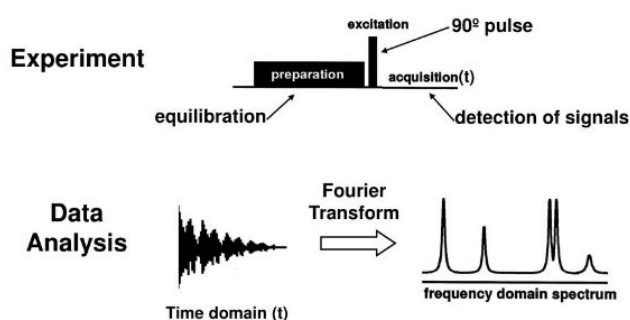 excitation
90º pulse
Experiment
preparation
acquisition(t)
equilibration
detection of signals
Data
Analysis
Fourier
Transform
Time domain (t)
frequency domain spectrum